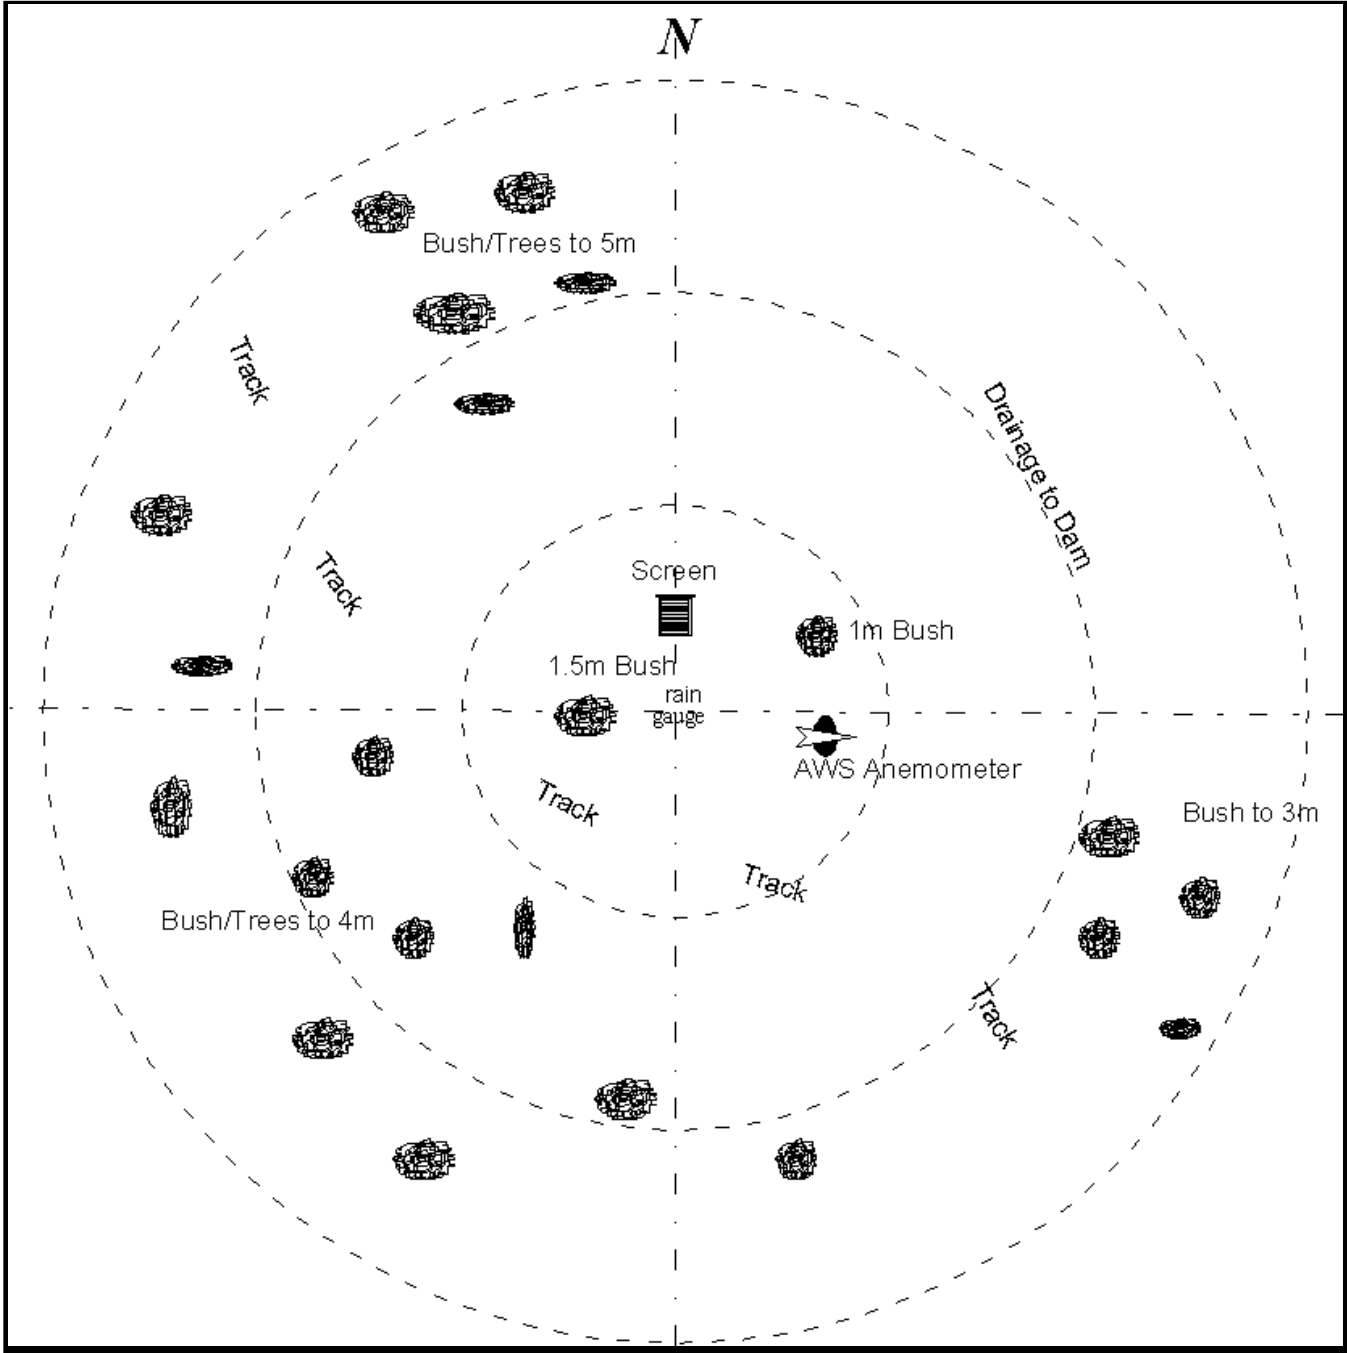 N
Bush/Trees to 5m
Track
Drainage to Dam
Track
Screen
1m Bush
1.5m Bush
rain
gauge
AWS Anemometer
Track
Bush to 3m
Track
Bush/Trees to 4m
Track